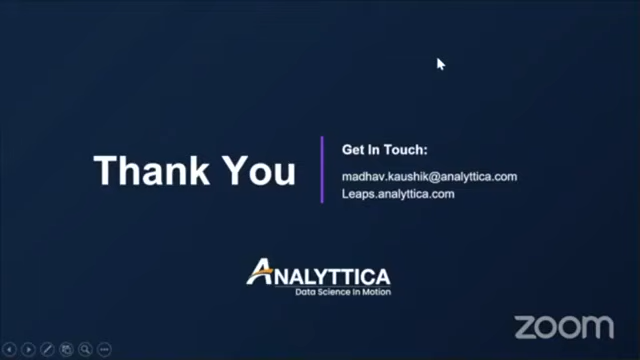 Thank You
Get In Touch:
madhav.kaushik@analyttica.com
Leaps.analyttica.com
ANALYTTICA
Data Science In Motion
zoom